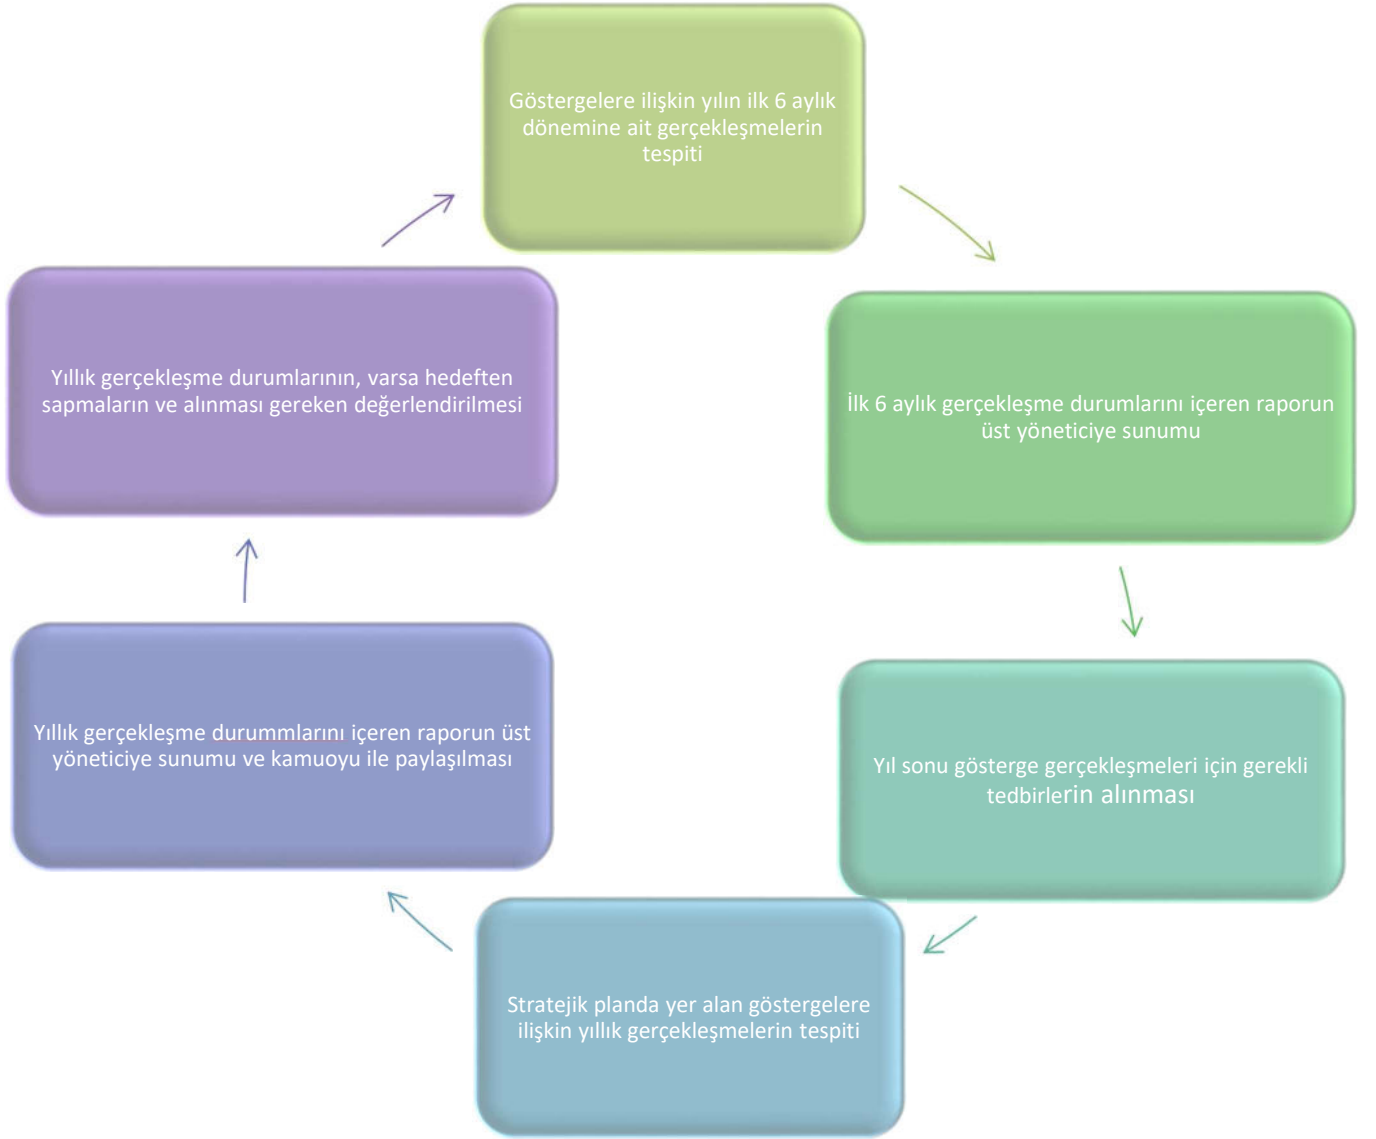 Göstergelere ilişkin yılın ilk 6 aylık
dönemine ait gerçekleşmelerin
tespiti
İlk 6 aylık gerçekleşme durumlarını içeren raporun
üst yöneticiye sunumu
Yıl sonu gösterge gerçekleşmeleri için gerekli
tedbirlerin alınması
Stratejik planda yer alan göstergelere
ilişkin yıllık gerçekleşmelerin tespiti
Yıllık gerçekleşme durummlarını içeren raporun üst
yöneticiye sunumu ve kamuoyu ile paylaşılması
Yıllık gerçekleşme durumlarının, varsa hedeften
sapmaların ve alınması gereken değerlendirilmesi